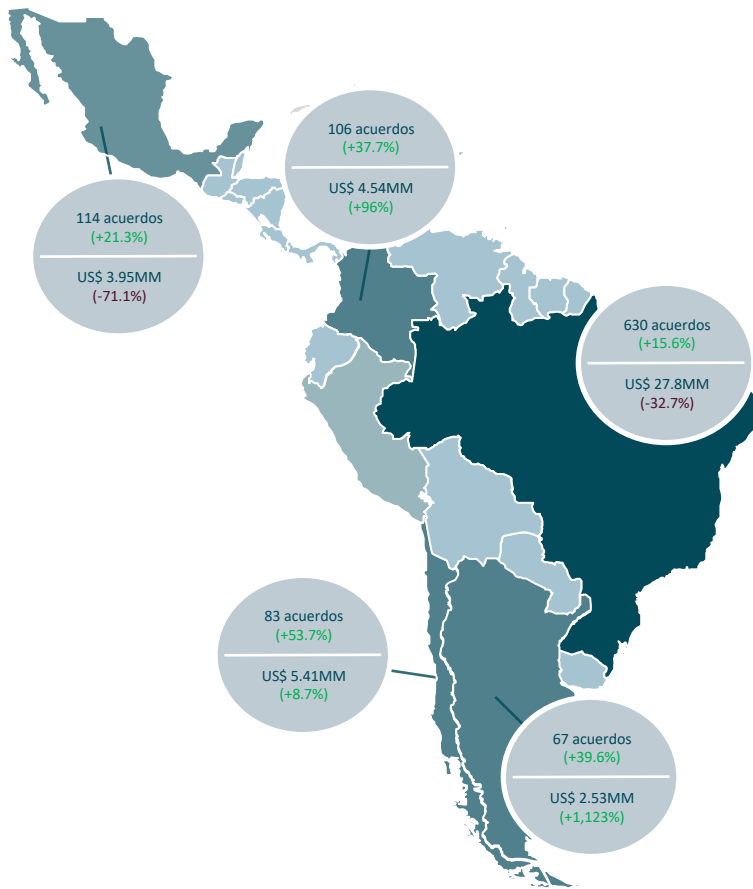 106 acuerdos
(+37.7%)
US$ 4.54MM
(+96%)
114 acuerdos
(+21.3%)
US$ 3.95MM
(-71.1%)
630 acuerdos
(+15.6%)
US$ 27.8MM
(-32.7%)
83 acuerdos
(+53.7%)
US$ 5.41MM
(+8.7%)
67 acuerdos
(+39.6%)
US$ 2.53MM
(+1,123%)